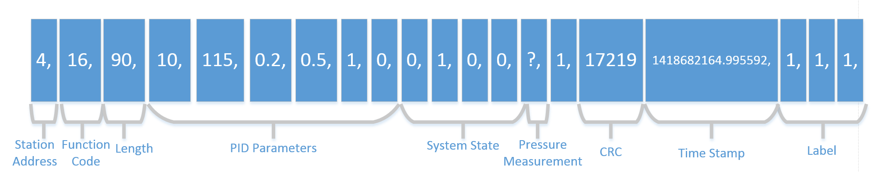 4, 16, 90, 10, 115, 0.2, 0.5, 1, 0, 0, 1, 0, 0, ?, 1, 17219 1418682164.995592, 1, 1, 1,
Station Address
Function Code
Length
PID Parameters
System State
Pressure Measurement
CRC
Time Stamp
Label